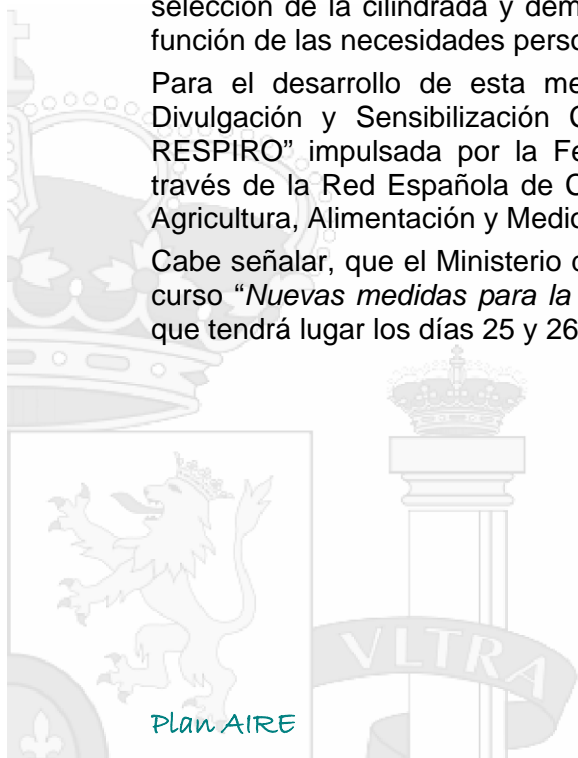 selección de la cilindrada y dem
función de las necesidades perso
Para el desarrollo de esta me
Divulgación y Sensibilización C
RESPIRO” impulsada por la Fe
través de la Red Española de C
Agricultura, Alimentación y Medio
Cabe señalar, que el Ministerio d
curso “Nuevas medidas para la
que tendrá lugar los días 25 y 26
VLTRA
Plan AIRE